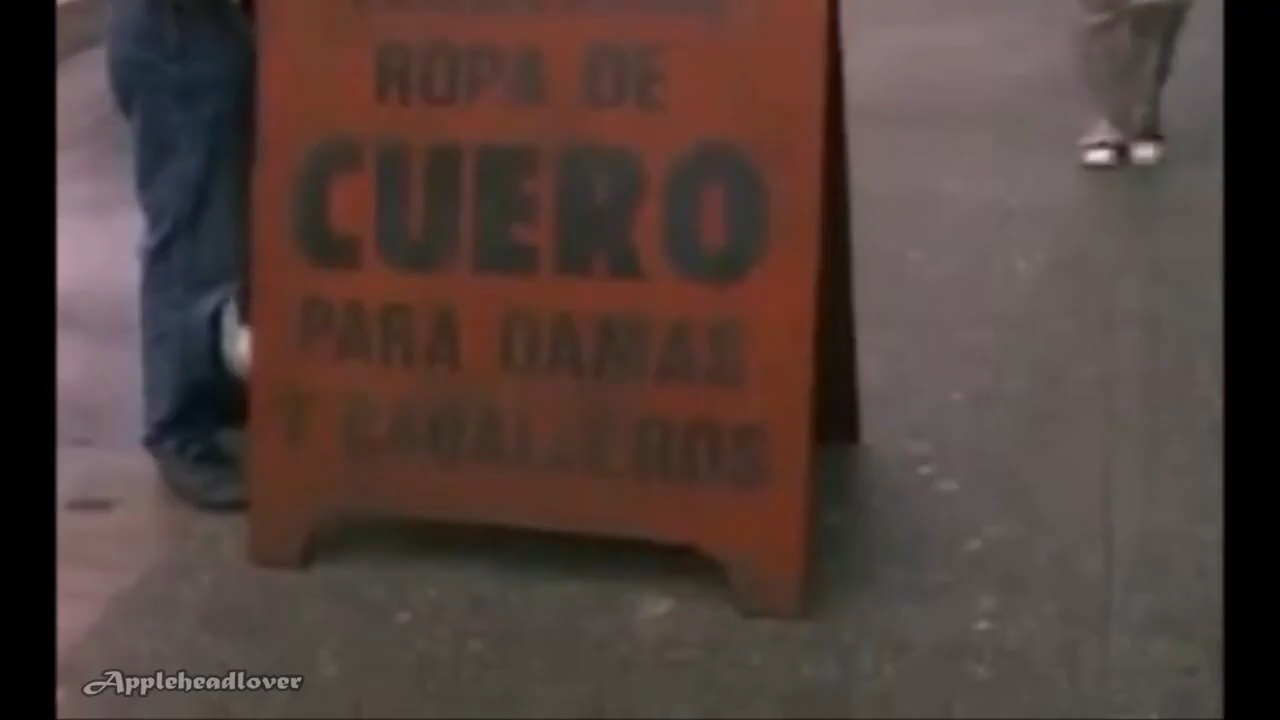 ROPA DE
CUERO
PARA DAMAS
Y CABALLEROS
Appleheadlover